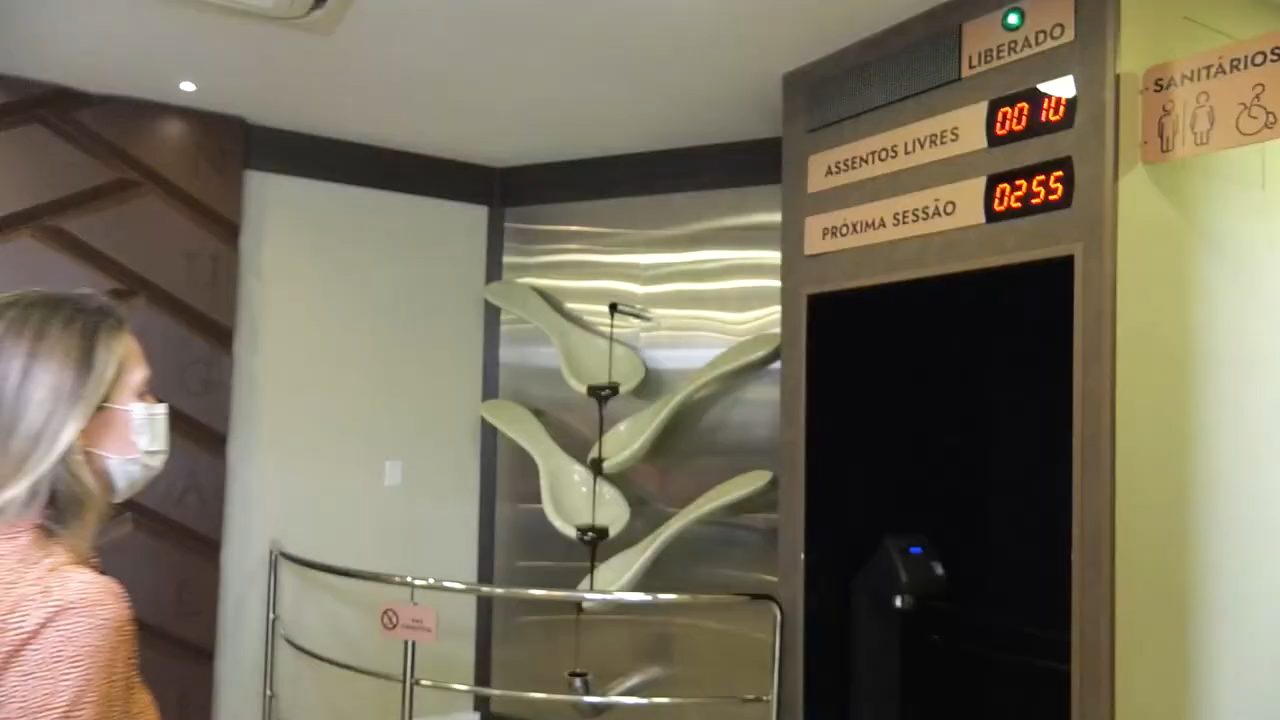 LIBERADO
ASSENTOS LIVRES 0010
PRÓXIMA SESSÃO 0255
SANITÁRIOS